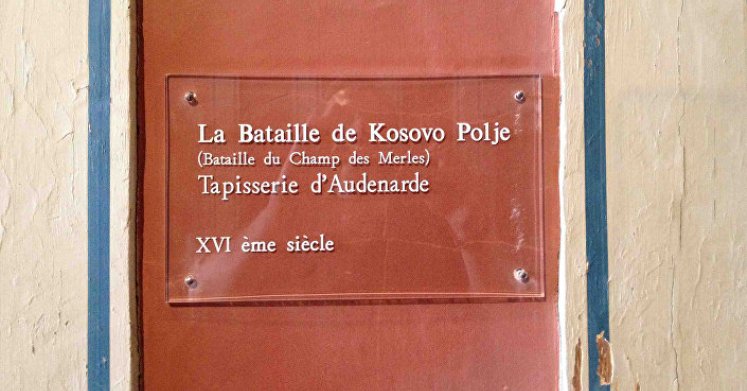 La Bataille de Kosovo Polje
(Bataille du Champ des Merles)
Tapisserie d'Audenarde
XVI ème siècle